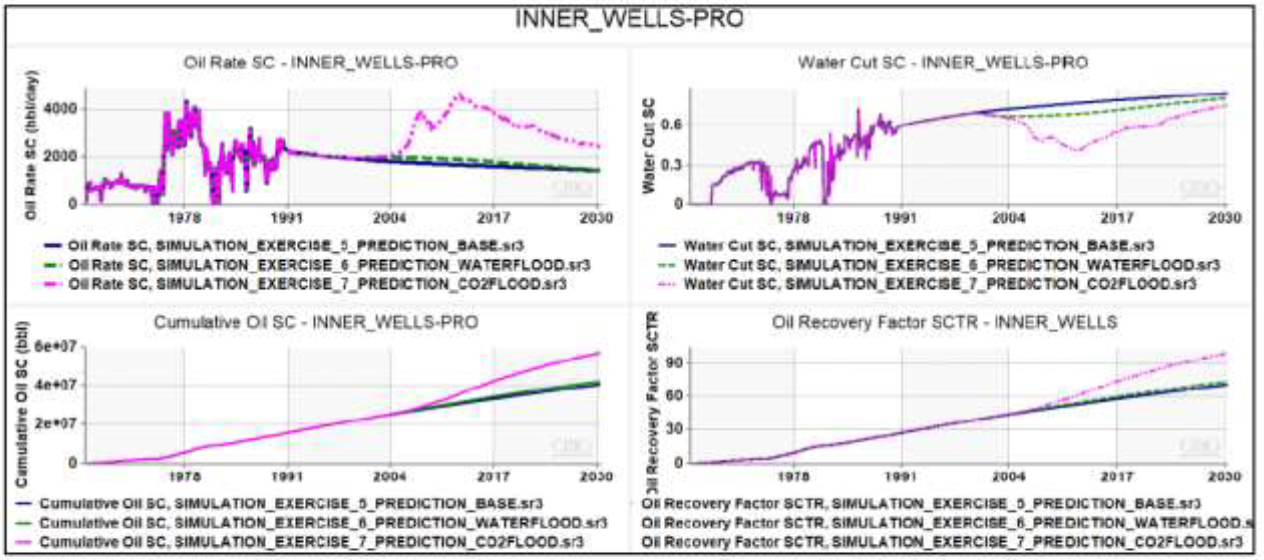 INNER_WELLS-PRO
Oil Rate SC - INNER_WELLS-PRO
Oil Rate SC (bbl/day)
4000
2000
0
1978
1991
2004
2017
2030
Oil Rate SC, SIMULATION_EXERCISE_5_PREDICTION_BASE.sr3
Oil Rate SC, SIMULATION_EXERCISE_6_PREDICTION_WATERFLOOD.sr3
Oil Rate SC, SIMULATION_EXERCISE_7_PREDICTION_CO2FLOOD.sr3
Water Cut SC - INNER_WELLS-PRO
Water Cut SC
0.6
0.3
0
1978
1991
2004
2017
2030
Water Cut SC, SIMULATION_EXERCISE_5_PREDICTION_BASE.sr3
Water Cut SC, SIMULATION_EXERCISE_6_PREDICTION_WATERFLOOD.sr3
Water Cut SC, SIMULATION_EXERCISE_7_PREDICTION_CO2FLOOD.sr3
Cumulative Oil SC - INNER_WELLS-PRO
Cumulative Oil SC (bbl)
6e+07
4e+07
2e+07
0
1978
1991
2004
2017
2030
Cumulative Oil SC, SIMULATION_EXERCISE_5_PREDICTION_BASE.sr3
Cumulative Oil SC, SIMULATION_EXERCISE_6_PREDICTION_WATERFLOOD.sr3
Cumulative Oil SC, SIMULATION_EXERCISE_7_PREDICTION_CO2FLOOD.sr3
Oil Recovery Factor SCTR - INNER_WELLS
Oil Recovery Factor SCTR
90
60
30
0
1978
1991
2004
2017
2030
Oil Recovery Factor SCTR, SIMULATION_EXERCISE_5_PREDICTION_BASE.sr3
Oil Recovery Factor SCTR, SIMULATION_EXERCISE_6_PREDICTION_WATERFLOOD.s
Oil Recovery Factor SCTR, SIMULATION_EXERCISE_7_PREDICTION_CO2FLOOD.sr3